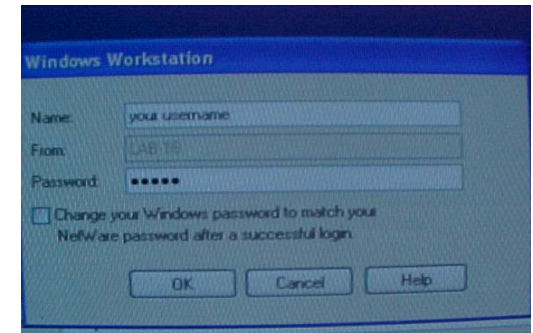 Windows Workstation
Name: your username
From: LAB-16
Password: •••••
Change your Windows password to match your
NetWare password after a successful login.
OK Cancel Help